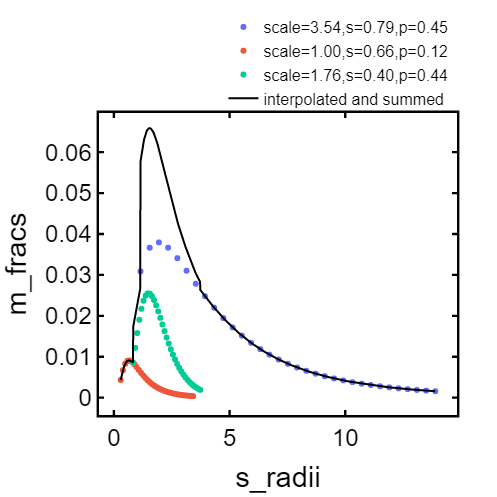 scale=3.54,s=0.79,p=0.45
scale=1.00,s=0.66,p=0.12
scale=1.76,s=0.40,p=0.44
interpolated and summed
0.06
0.05
0.04
0.03
0.02
0.01
0
m_fracs
0 5 10
s_radii